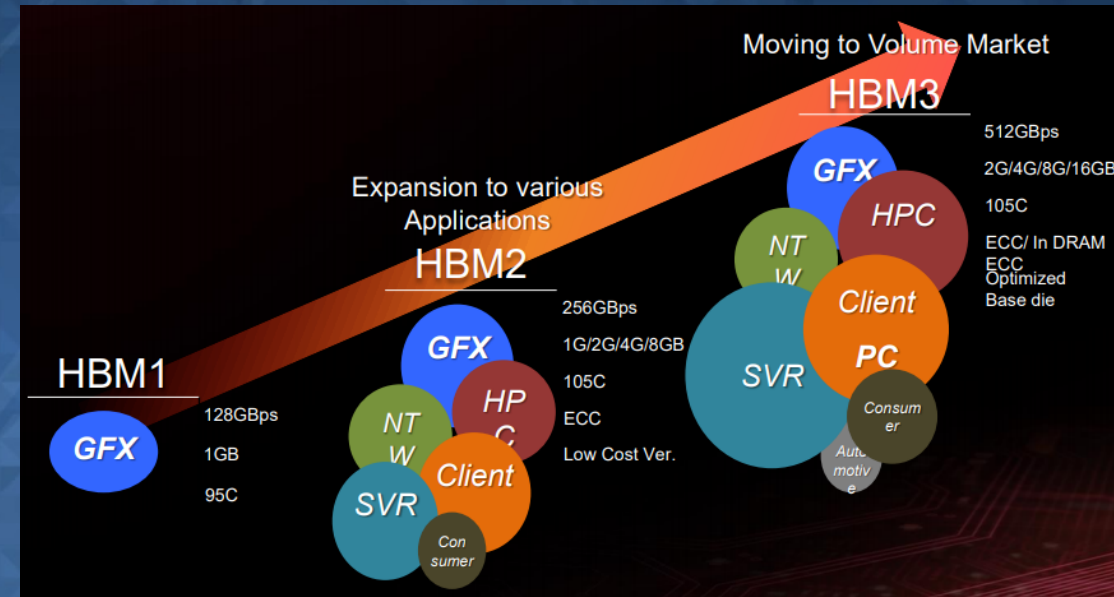 Moving to Volume Market
HBM3
512GBps
2G/4G/8G/16GB
105C
ECC/ In DRAM
ECC
Optimized
Base die
GFX
HPC
NT
W
Client
PC
SVR
Consum
er
Auto
motiv
e
Expansion to various
Applications
HBM2
256GBps
1G/2G/4G/8GB
105C
ECC
Low Cost Ver.
GFX
HP
C
NT
W
Client
SVR
Con
sumer
HBM1
128GBps
1GB
95C
GFX